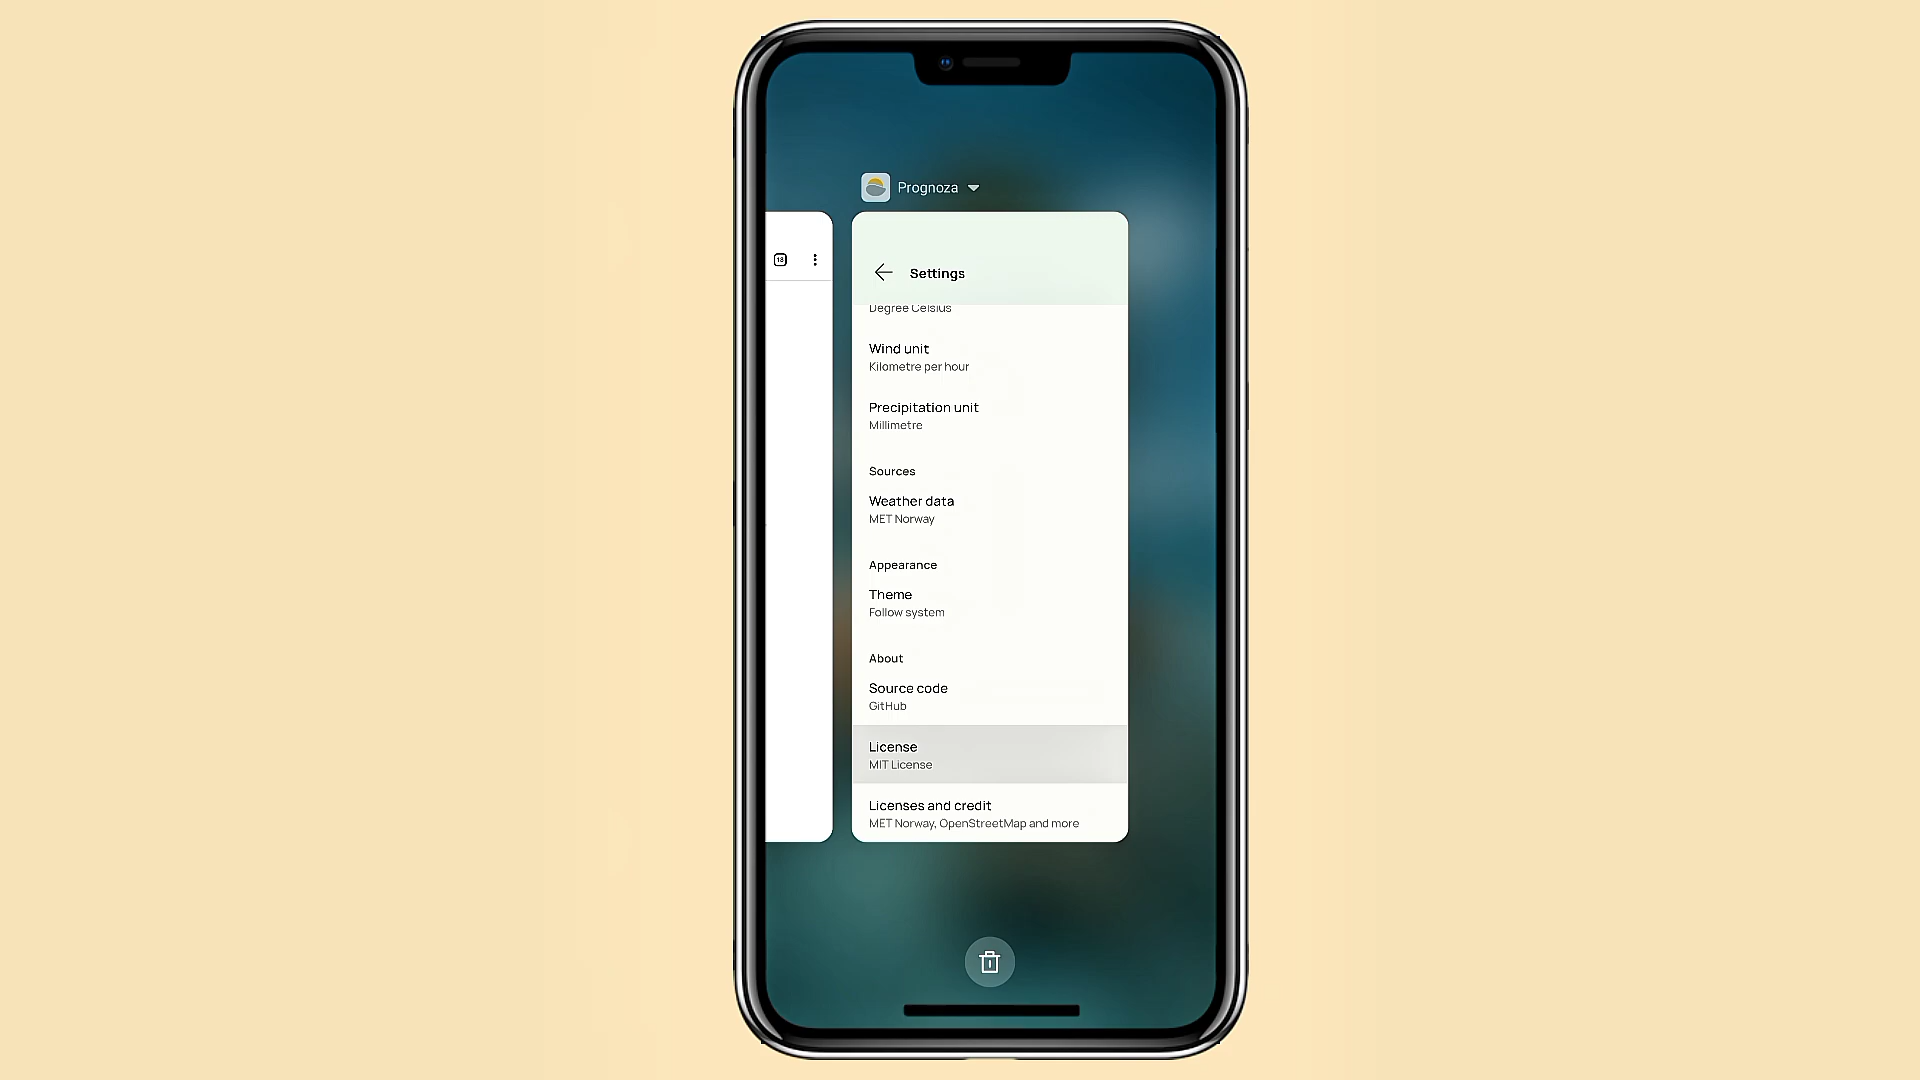 Prognoza
18
Settings
Degree Celsius
Wind unit
Kilometre per hour
Precipitation unit
Millimetre
Sources
Weather data
MET Norway
Appearance
Theme
Follow system
About
Source code
GitHub
License
MIT License
Licenses and credit
MET Norway, OpenStreetMap and more